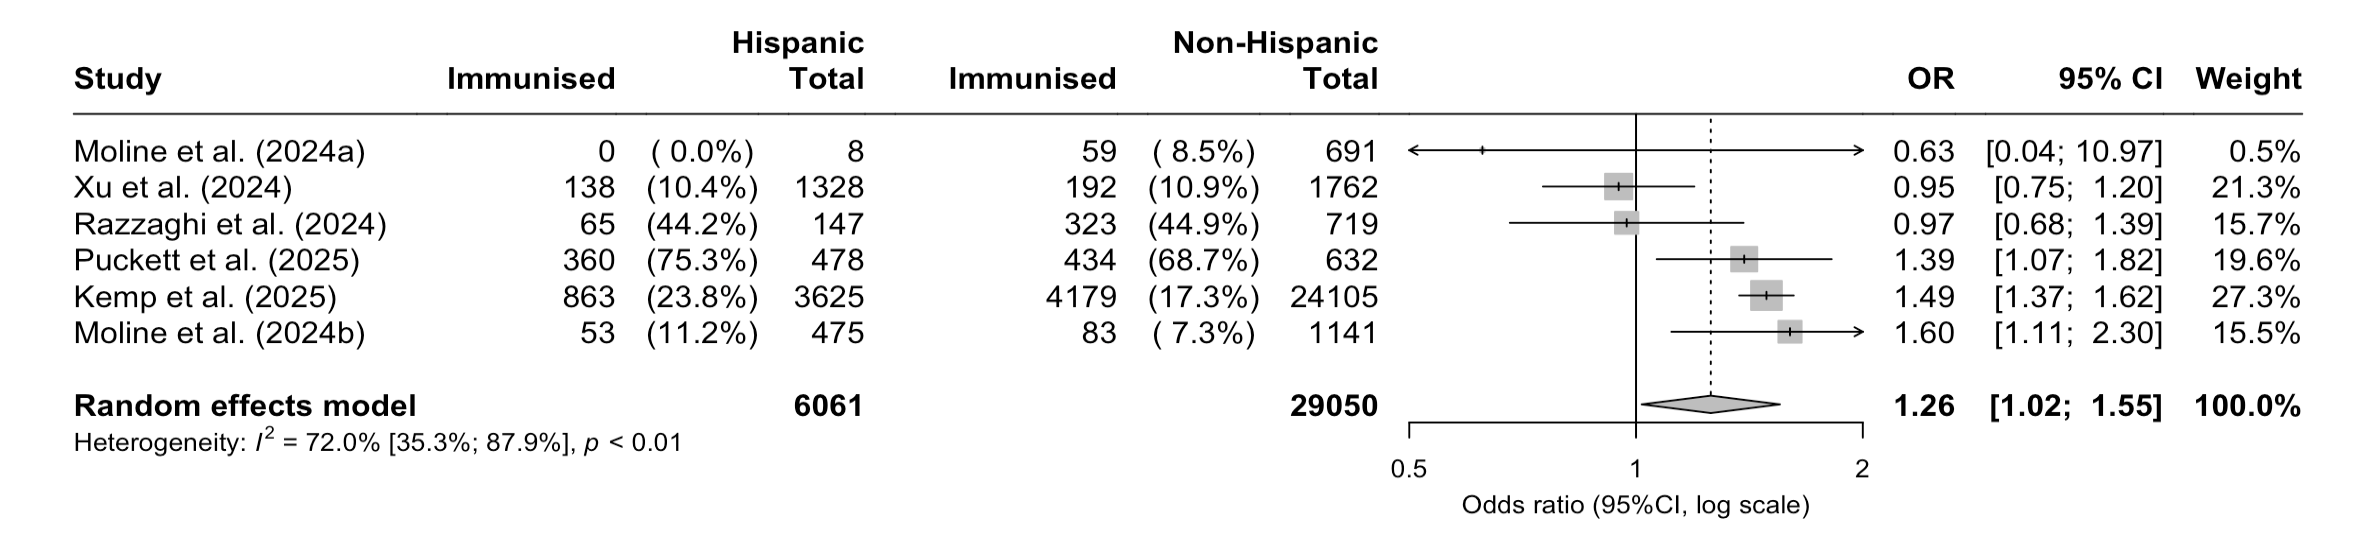 Hispanic Non-Hispanic
Study Immunised Total Immunised Total OR 95% CI Weight
Moline et al. (2024a) 0 ( 0.0%) 8 59 ( 8.5%) 691 0.63 [0.04; 10.97] 0.5%
Xu et al. (2024) 138 (10.4%) 1328 192 (10.9%) 1762 0.95 [0.75; 1.20] 21.3%
Razzaghi et al. (2024) 65 (44.2%) 147 323 (44.9%) 719 0.97 [0.68; 1.39] 15.7%
Puckett et al. (2025) 360 (75.3%) 478 434 (68.7%) 632 1.39 [1.07; 1.82] 19.6%
Kemp et al. (2025) 863 (23.8%) 3625 4179 (17.3%) 24105 1.49 [1.37; 1.62] 27.3%
Moline et al. (2024b) 53 (11.2%) 475 83 ( 7.3%) 1141 1.60 [1.11; 2.30] 15.5%
Random effects model 6061 29050 1.26 [1.02; 1.55] 100.0%
Heterogeneity: I² = 72.0% [35.3%; 87.9%], p < 0.01
0.5 1 2
Odds ratio (95%CI, log scale)